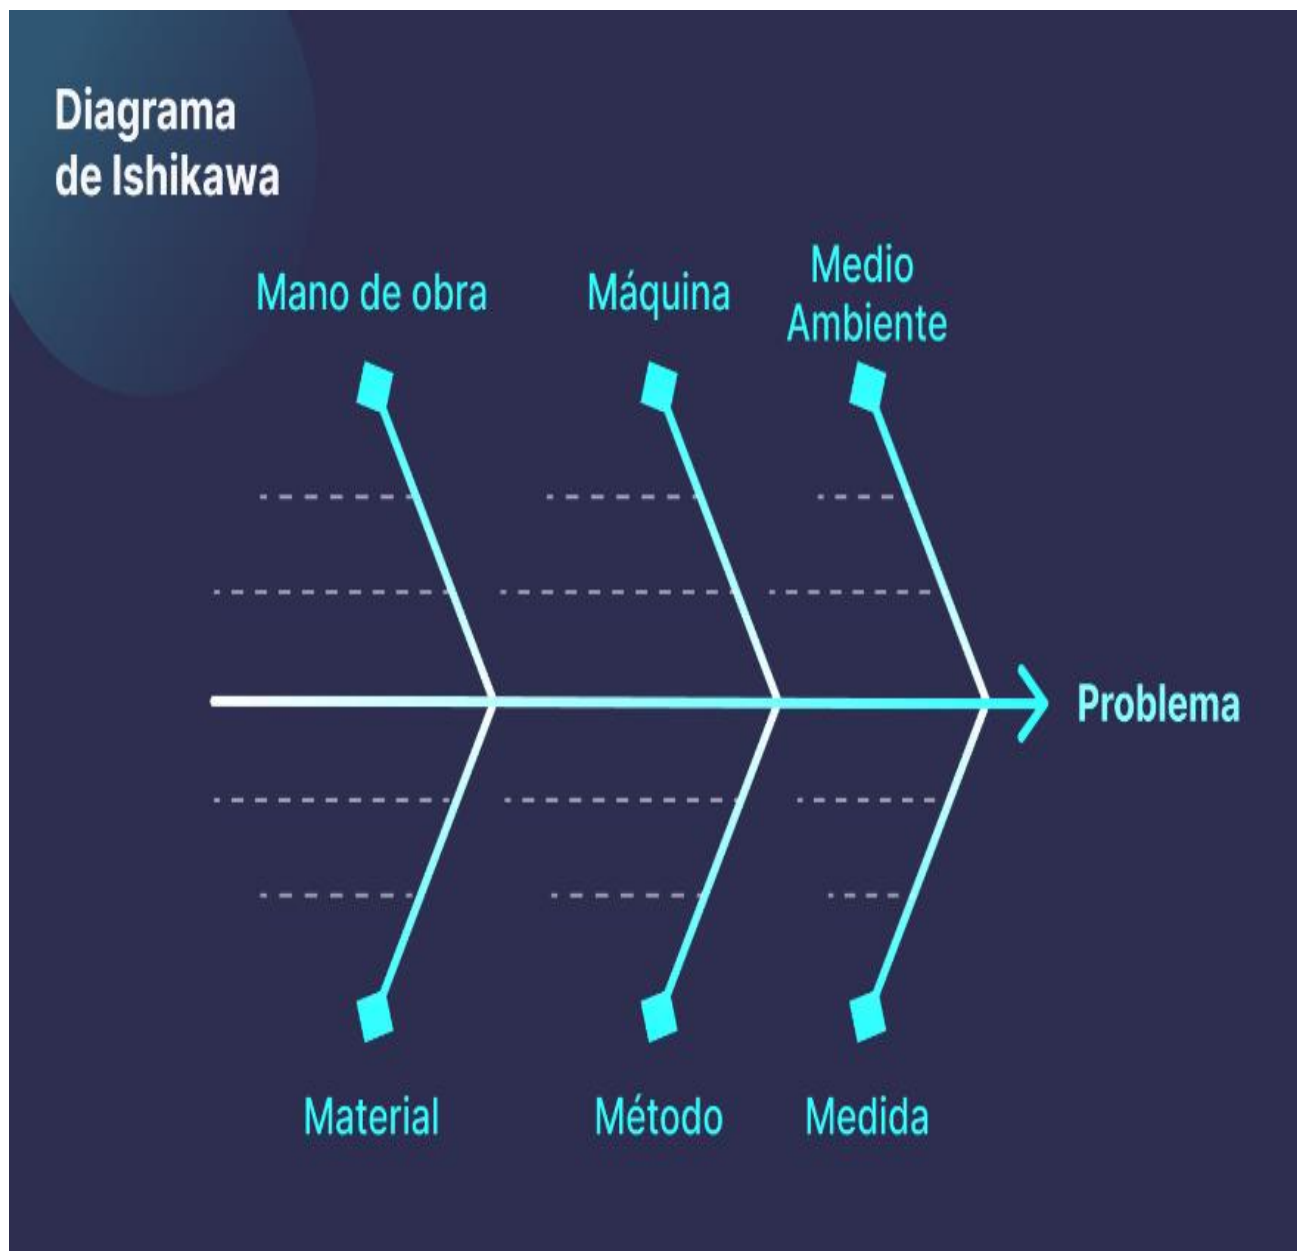 Diagrama
de Ishikawa
Mano de obra
Máquina
Medio
Ambiente
Problema
Material
Método
Medida